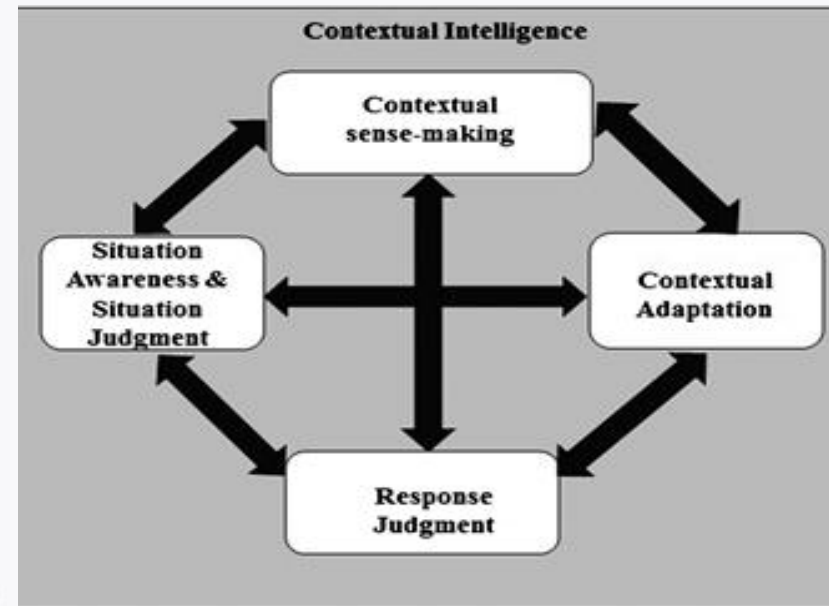 Contextual Intelligence
Contextual
sense-making
Situation
Awareness &
Situation
Judgment
Contextual
Adaptation
Response
Judgment